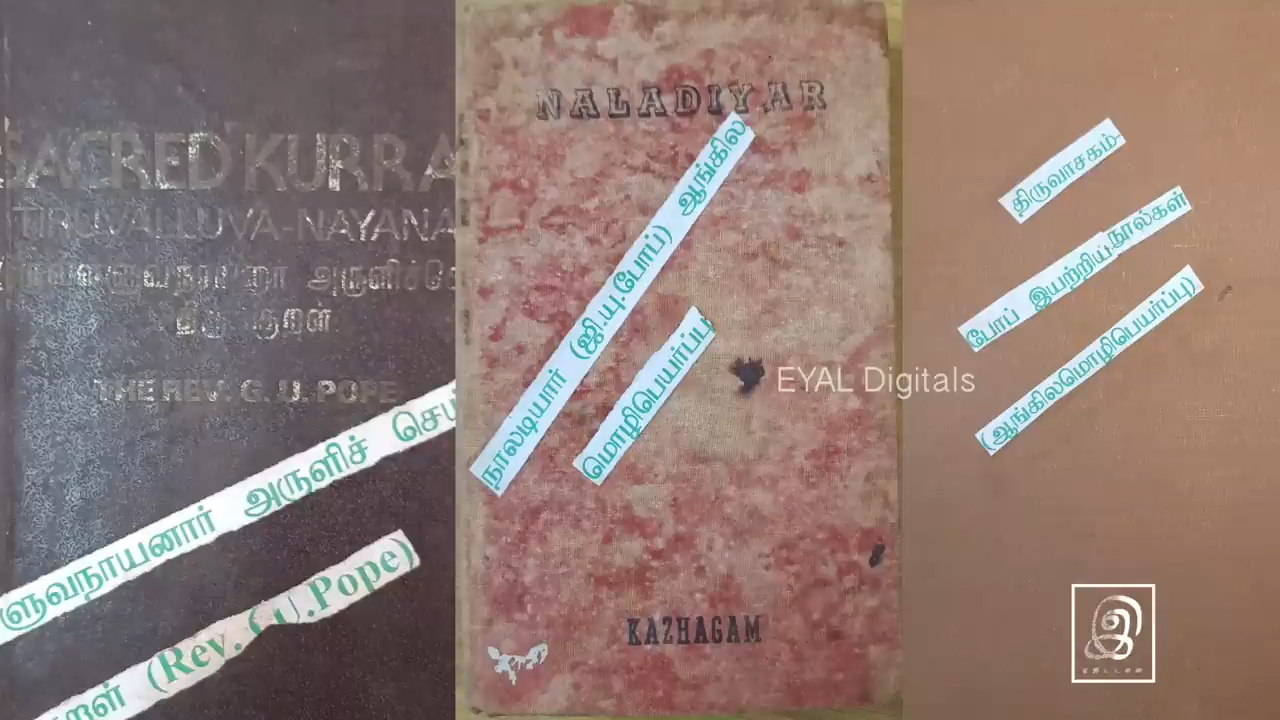 SACRED KURRA
TIRUVALLUVA-NAYANA
திருக்குறள்
THE REV. G. U. POPE
ளுவநாயனார் அருளிச் செய
றள் (Rev. G.U.Pope)
NALADIYAR
நாலடியார் (ஜி.யு.போப்) ஆங்கில
மொழிபெயர்ப்பு
KAZHAGAM
திருவாசகம்-
போப் இயற்றிய நூல்கள்
(ஆங்கிலமொழிபெயர்ப்பு)
EYAL Digitals
இ